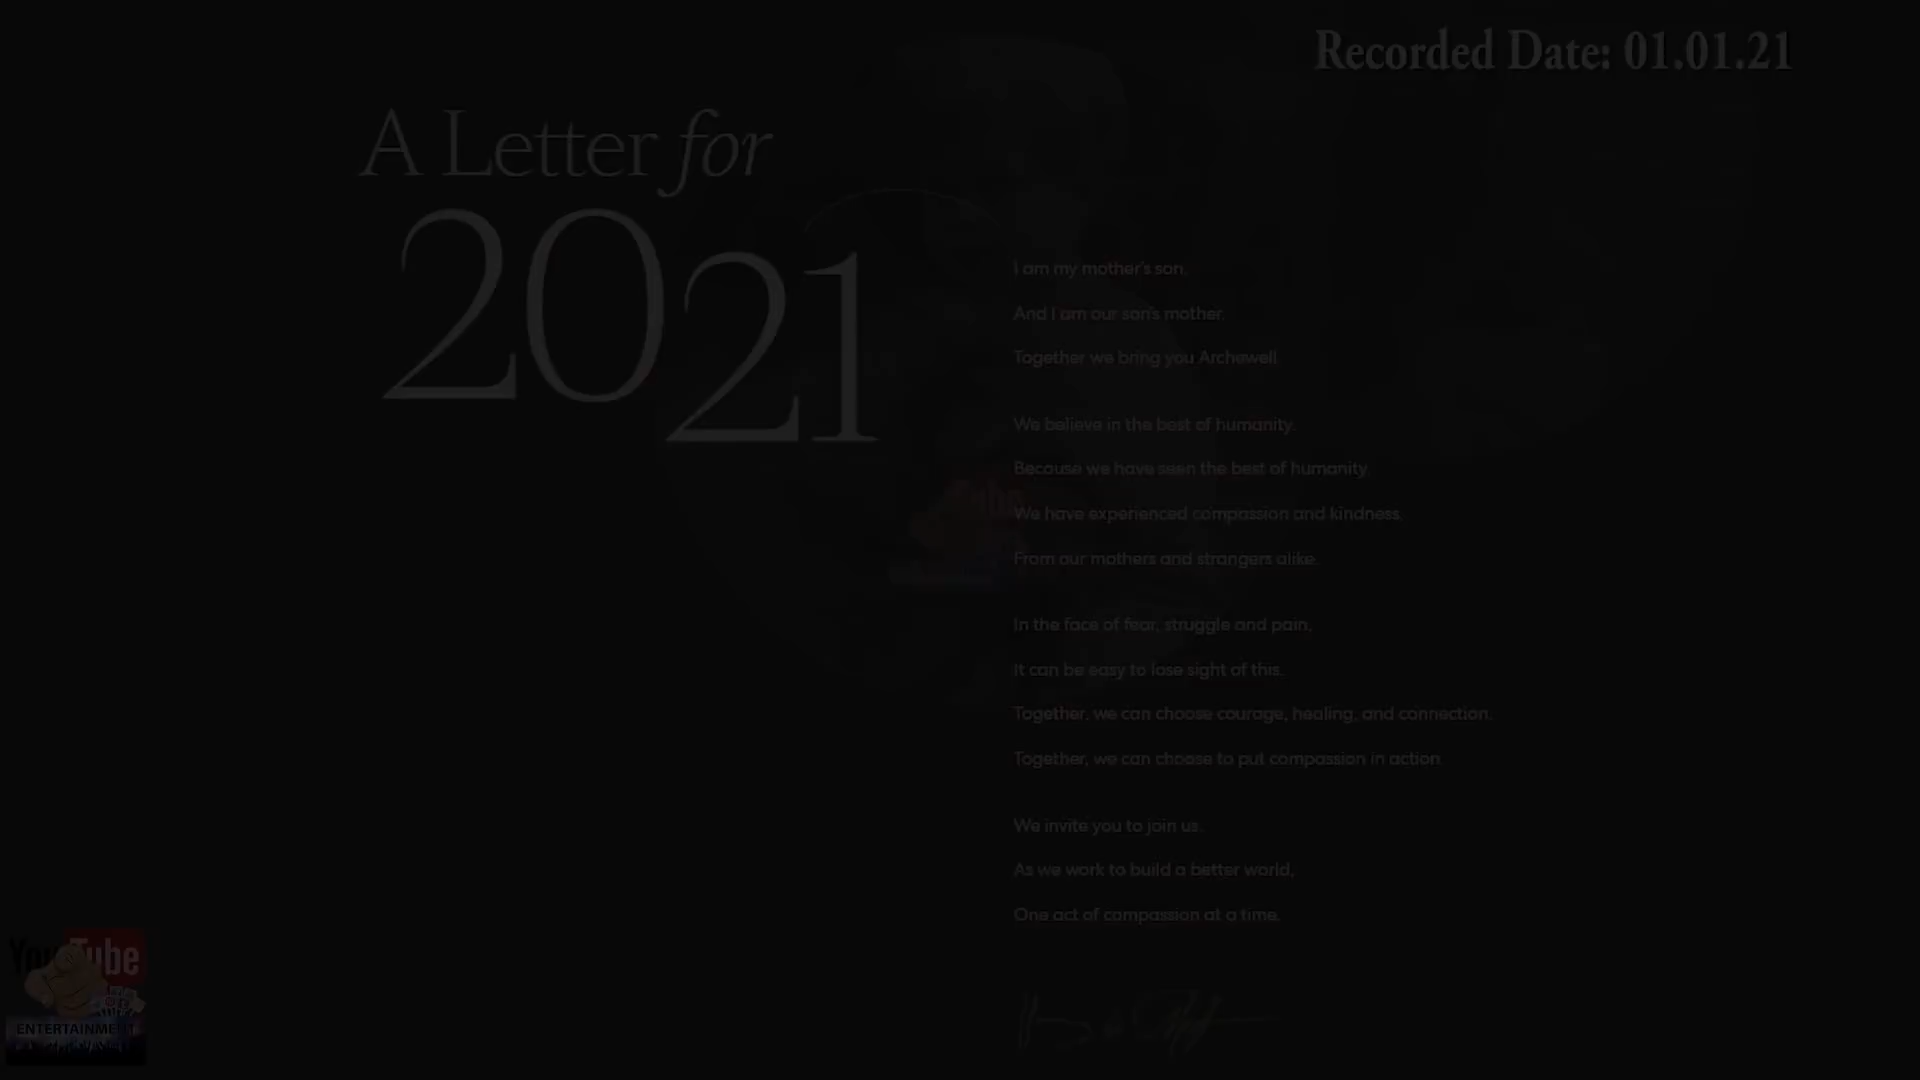 Recorded Date: 01.01.21
A Letter for
2021
I am my mother's son.
And I am our son's mother.
Together we bring you Archewell.
We believe in the best of humanity.
Because we have seen the best of humanity.
We have experienced compassion and kindness.
From our mothers and strangers alike.
In the face of fear, struggle and pain,
It can be easy to lose sight of this.
Together, we can choose courage, healing, and connection.
Together, we can choose to put compassion in action.
We invite you to join us.
As we work to build a better world,
One act of compassion at a time.
YouTube
ENTERTAINMENT